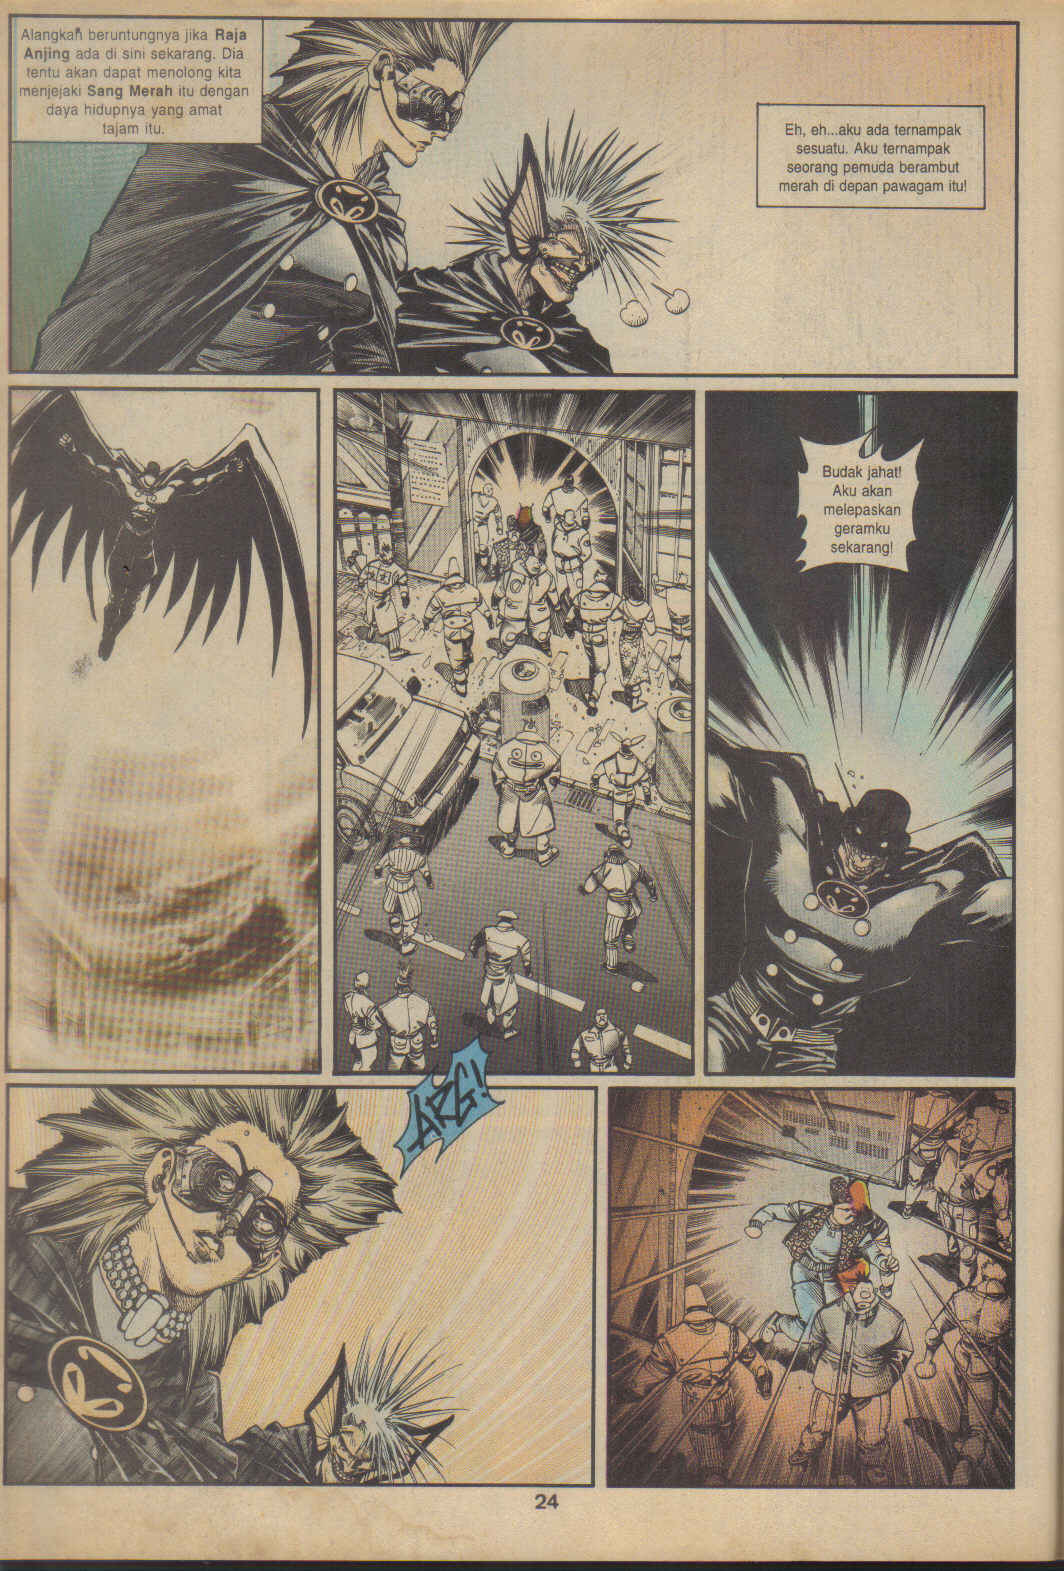 Alangkah beruntungnya jika Raja
Anjing ada di sini sekarang. Dia
tentu akan dapat menolong kita
menjejaki Sang Merah itu dengan
daya hidupnya yang amat
tajam itu.
Eh, eh...aku ada ternampak
sesuatu. Aku ternampak
seorang pemuda berambut
merah di depan pawagam itu!
Budak jahat!
Aku akan
melepaskan
geramku
sekarang!
ARG!
24